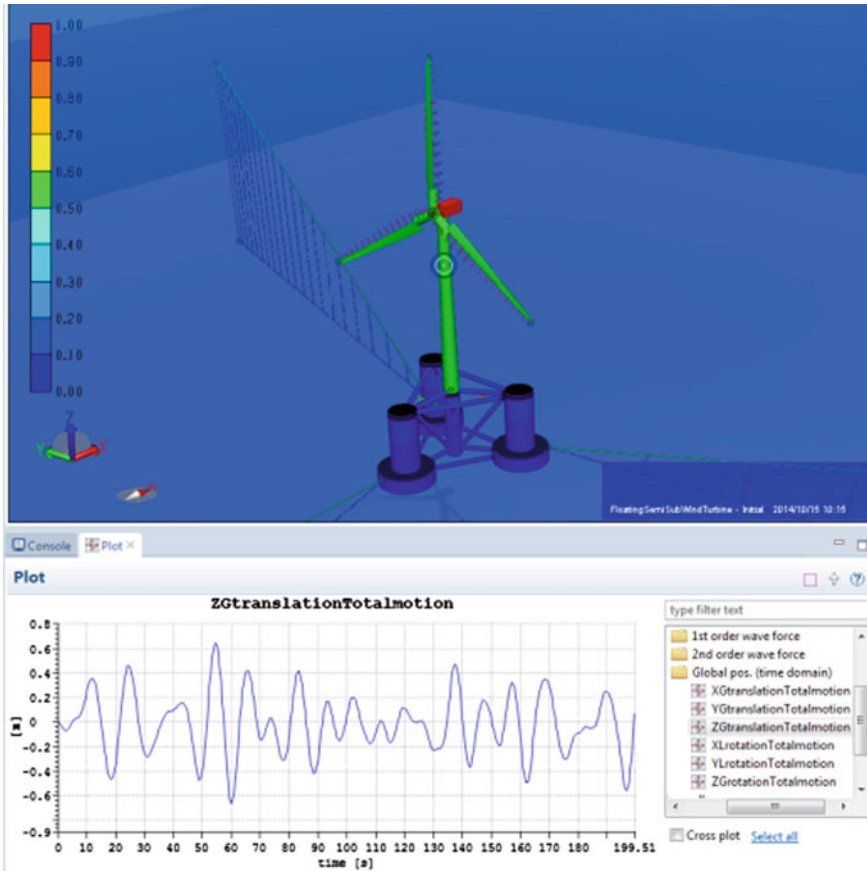 1.00
0.90
0.80
0.70
0.60
0.50
0.40
0.30
0.20
0.10
0.00
Z
Y
X
N
FloatingSemiSubWindTurbine - Initial 2014/10/15 10:15
Console
Plot
Plot
ZGtranslationTotalmotion
0.8
0.6
0.4
0.2
0
-0.2
-0.4
-0.6
-0.9
[m]
0 10 20 30 40 50 60 70 80 90 100 110 120 130 140 150 160 170 180 199.51
time [s]
type filter text
1st order wave force
2nd order wave force
Global pos. (time domain)
XGtranslationTotalmotion
YGtranslationTotalmotion
ZGtranslationTotalmotion
XLrotationTotalmotion
YLrotationTotalmotion
ZGrotationTotalmotion
Cross plot Select all